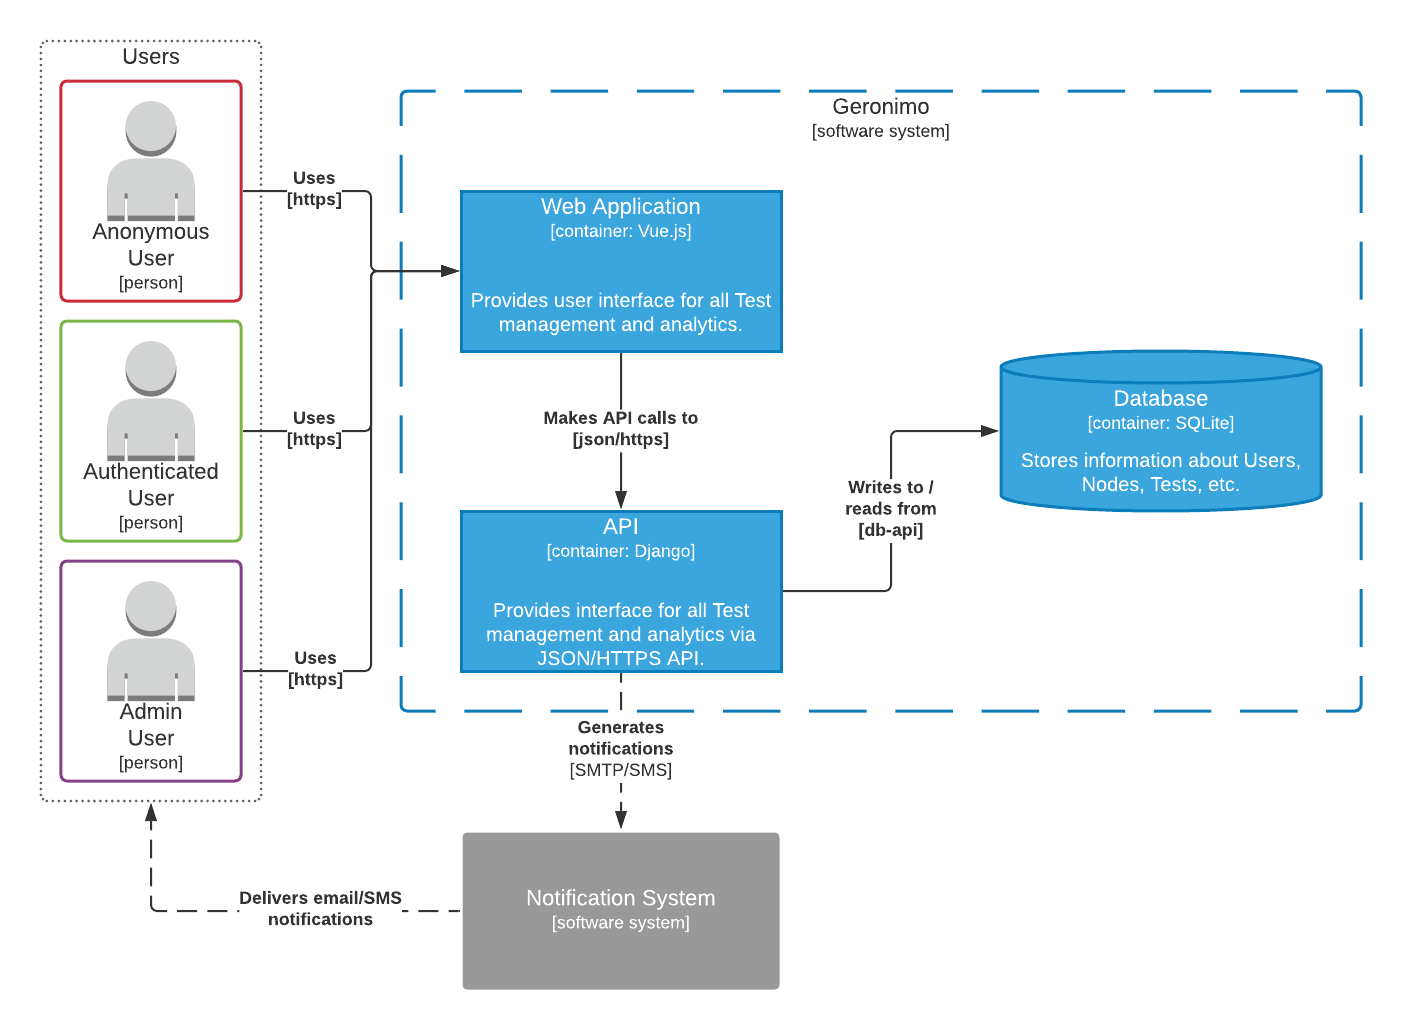 Users
Anonymous
User
[person]
Authenticated
User
[person]
Admin
User
[person]
Uses
[https]
Uses
[https]
Uses
[https]
Geronimo
[software system]
Web Application
[container: Vue.js]
Provides user interface for all Test
management and analytics.
Makes API calls to
[json/https]
API
[container: Django]
Provides interface for all Test
management and analytics via
JSON/HTTPS API.
Writes to /
reads from
[db-api]
Database
[container: SQLite]
Stores information about Users,
Nodes, Tests, etc.
Generates
notifications
[SMTP/SMS]
Notification System
[software system]
Delivers email/SMS
notifications